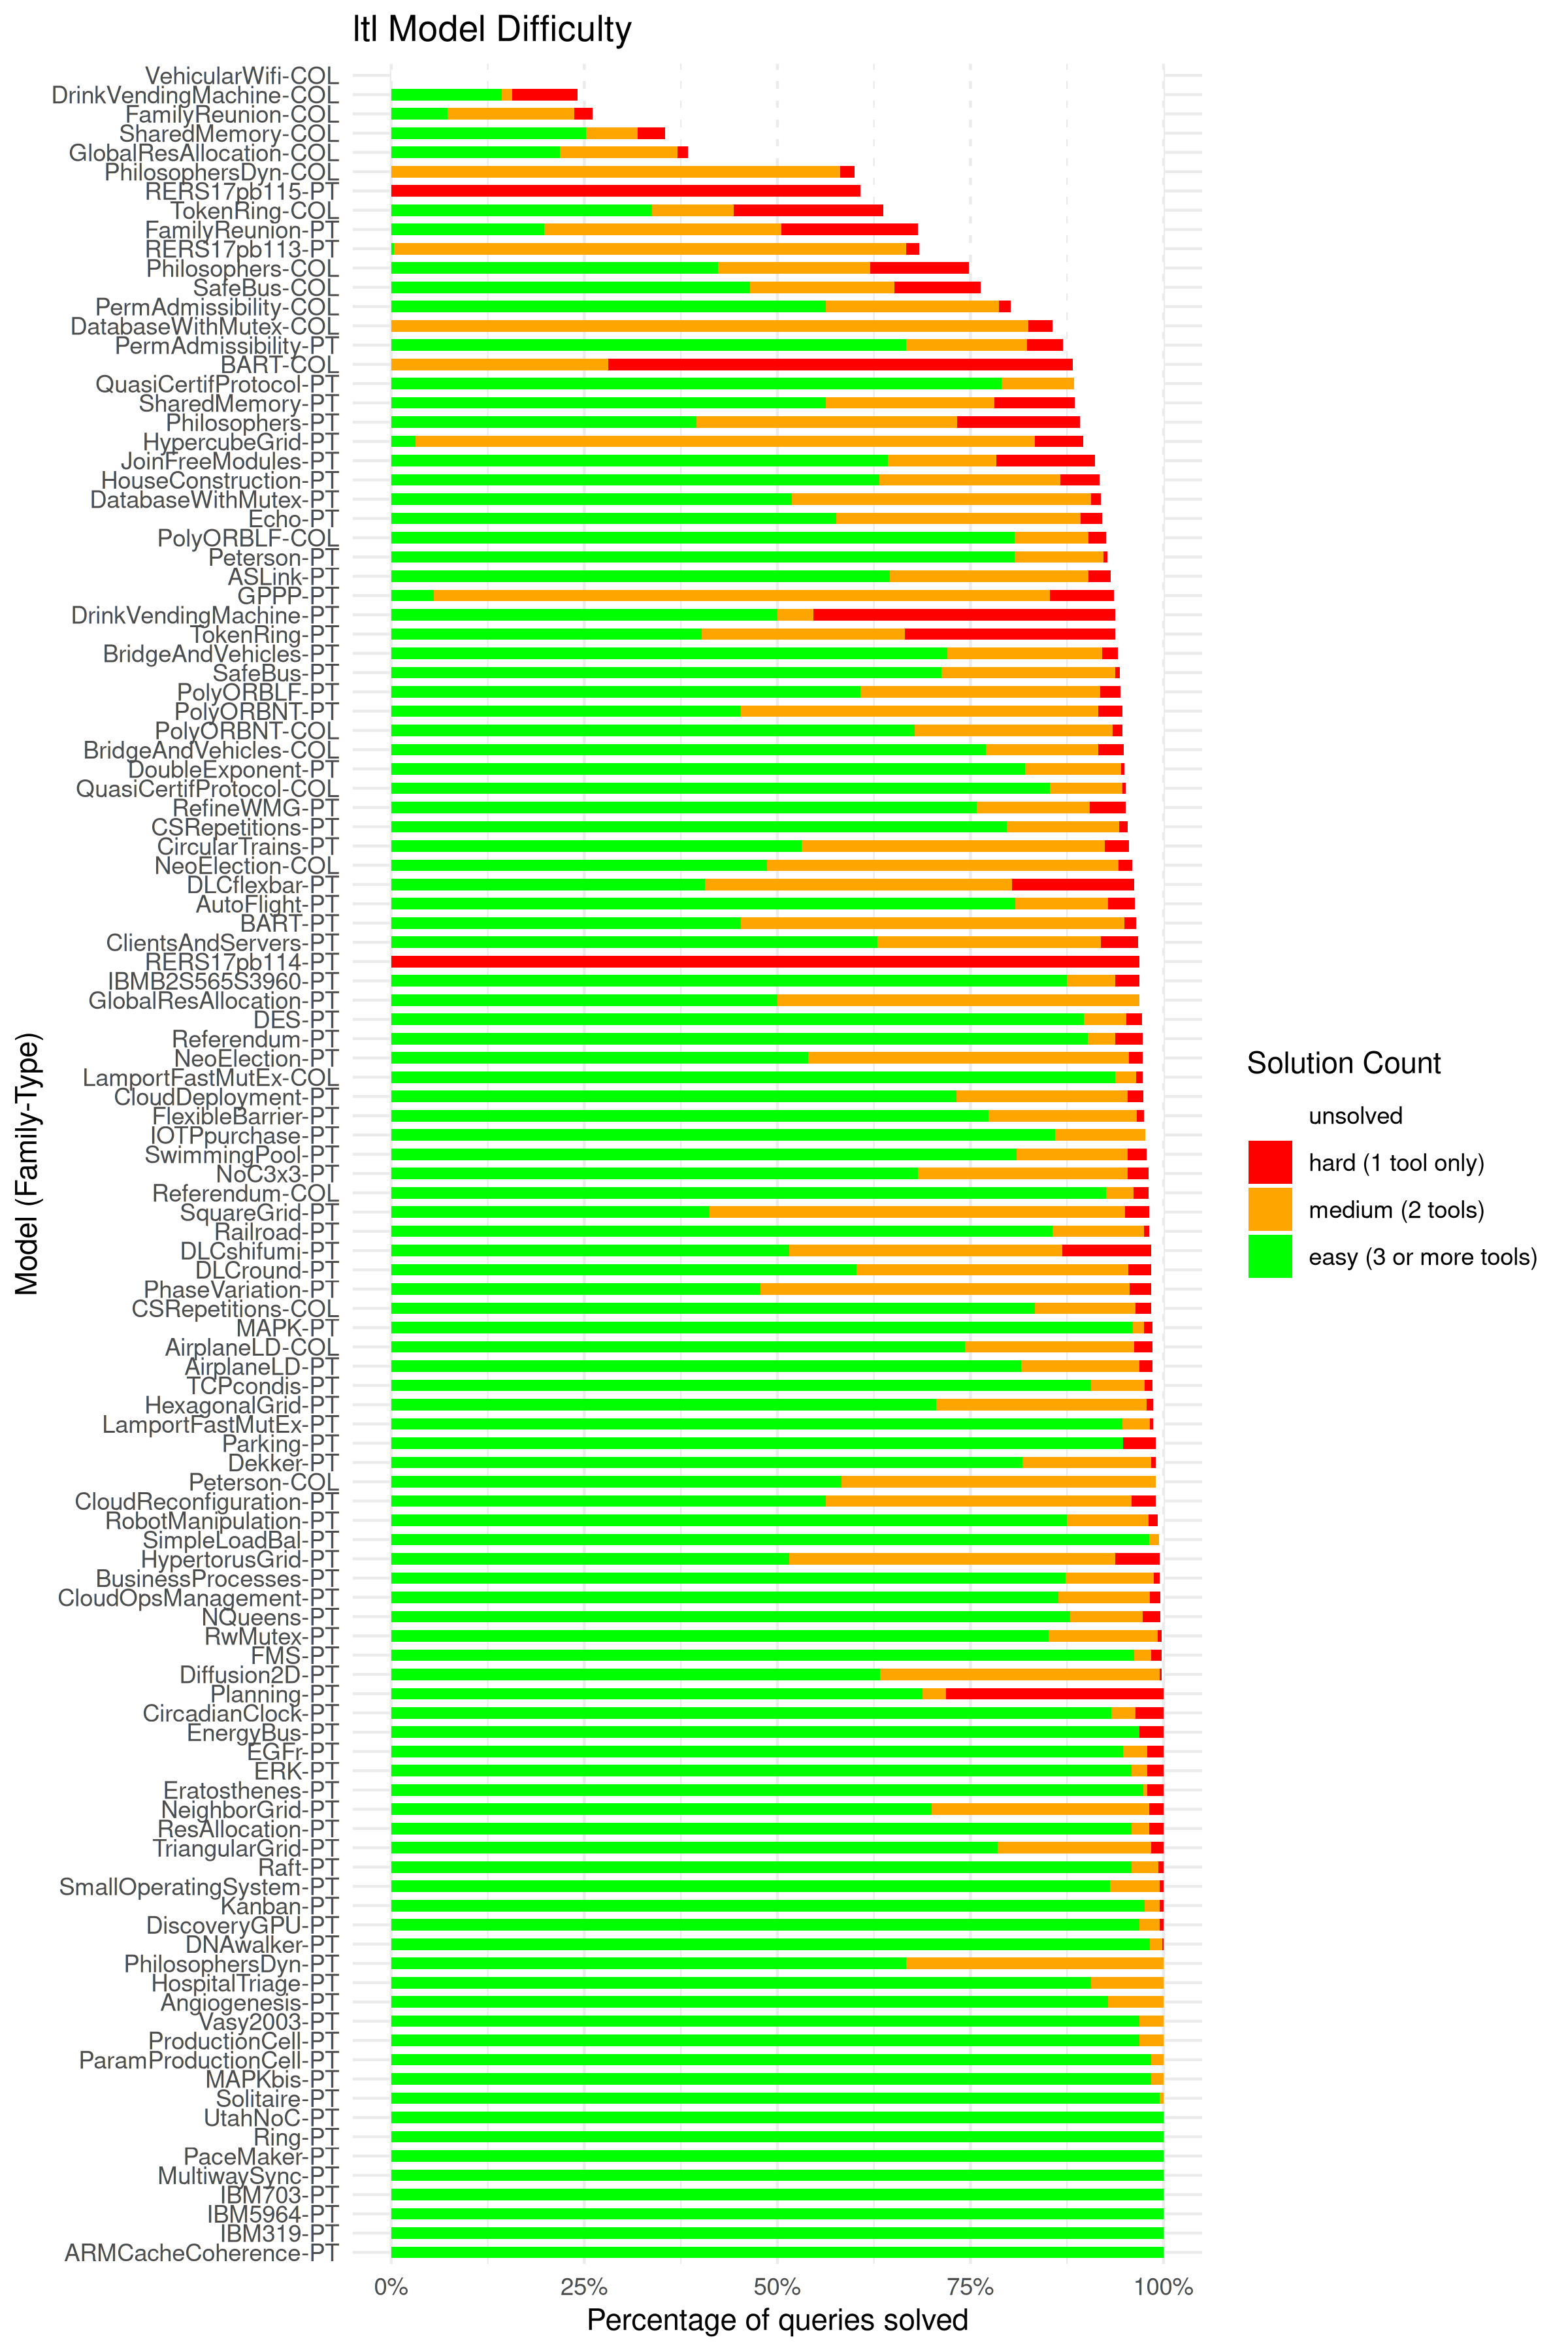 ltl Model Difficulty
VehicularWifi-COL
DrinkVendingMachine-COL
FamilyReunion-COL
SharedMemory-COL
GlobalResAllocation-COL
PhilosophersDyn-COL
RERS17pb115-PT
TokenRing-COL
FamilyReunion-PT
RERS17pb113-PT
Philosophers-COL
SafeBus-COL
PermAdmissibility-COL
DatabaseWithMutex-COL
PermAdmissibility-PT
BART-COL
QuasiCertifProtocol-PT
SharedMemory-PT
Philosophers-PT
HypercubeGrid-PT
JoinFreeModules-PT
HouseConstruction-PT
DatabaseWithMutex-PT
Echo-PT
PolyORBLF-COL
Peterson-PT
ASLink-PT
GPPP-PT
DrinkVendingMachine-PT
TokenRing-PT
BridgeAndVehicles-PT
SafeBus-PT
PolyORBLF-PT
PolyORBNT-PT
PolyORBNT-COL
BridgeAndVehicles-COL
DoubleExponent-PT
QuasiCertifProtocol-COL
RefineWMG-PT
CSRepetitions-PT
CircularTrains-PT
NeoElection-COL
DLCflexbar-PT
AutoFlight-PT
BART-PT
ClientsAndServers-PT
RERS17pb114-PT
IBMB2S565S3960-PT
GlobalResAllocation-PT
DES-PT
Referendum-PT
NeoElection-PT
LamportFastMutEx-COL
CloudDeployment-PT
FlexibleBarrier-PT
IOTPpurchase-PT
SwimmingPool-PT
NoC3x3-PT
Referendum-COL
SquareGrid-PT
Railroad-PT
DLCshifumi-PT
DLCround-PT
PhaseVariation-PT
CSRepetitions-COL
MAPK-PT
AirplaneLD-COL
AirplaneLD-PT
TCPcondis-PT
HexagonalGrid-PT
LamportFastMutEx-PT
Parking-PT
Dekker-PT
Peterson-COL
CloudReconfiguration-PT
RobotManipulation-PT
SimpleLoadBal-PT
HypertorusGrid-PT
BusinessProcesses-PT
CloudOpsManagement-PT
NQueens-PT
RwMutex-PT
FMS-PT
Diffusion2D-PT
Planning-PT
CircadianClock-PT
EnergyBus-PT
EGFr-PT
ERK-PT
Eratosthenes-PT
NeighborGrid-PT
ResAllocation-PT
TriangularGrid-PT
Raft-PT
SmallOperatingSystem-PT
Kanban-PT
DiscoveryGPU-PT
DNAwalker-PT
PhilosophersDyn-PT
HospitalTriage-PT
Angiogenesis-PT
Vasy2003-PT
ProductionCell-PT
ParamProductionCell-PT
MAPKbis-PT
Solitaire-PT
UtahNoC-PT
Ring-PT
PaceMaker-PT
MultiwaySync-PT
IBM703-PT
IBM5964-PT
IBM319-PT
ARMCacheCoherence-PT
0% 25% 50% 75% 100%
Percentage of queries solved
Model (Family-Type)
Solution Count
unsolved
hard (1 tool only)
medium (2 tools)
easy (3 or more tools)